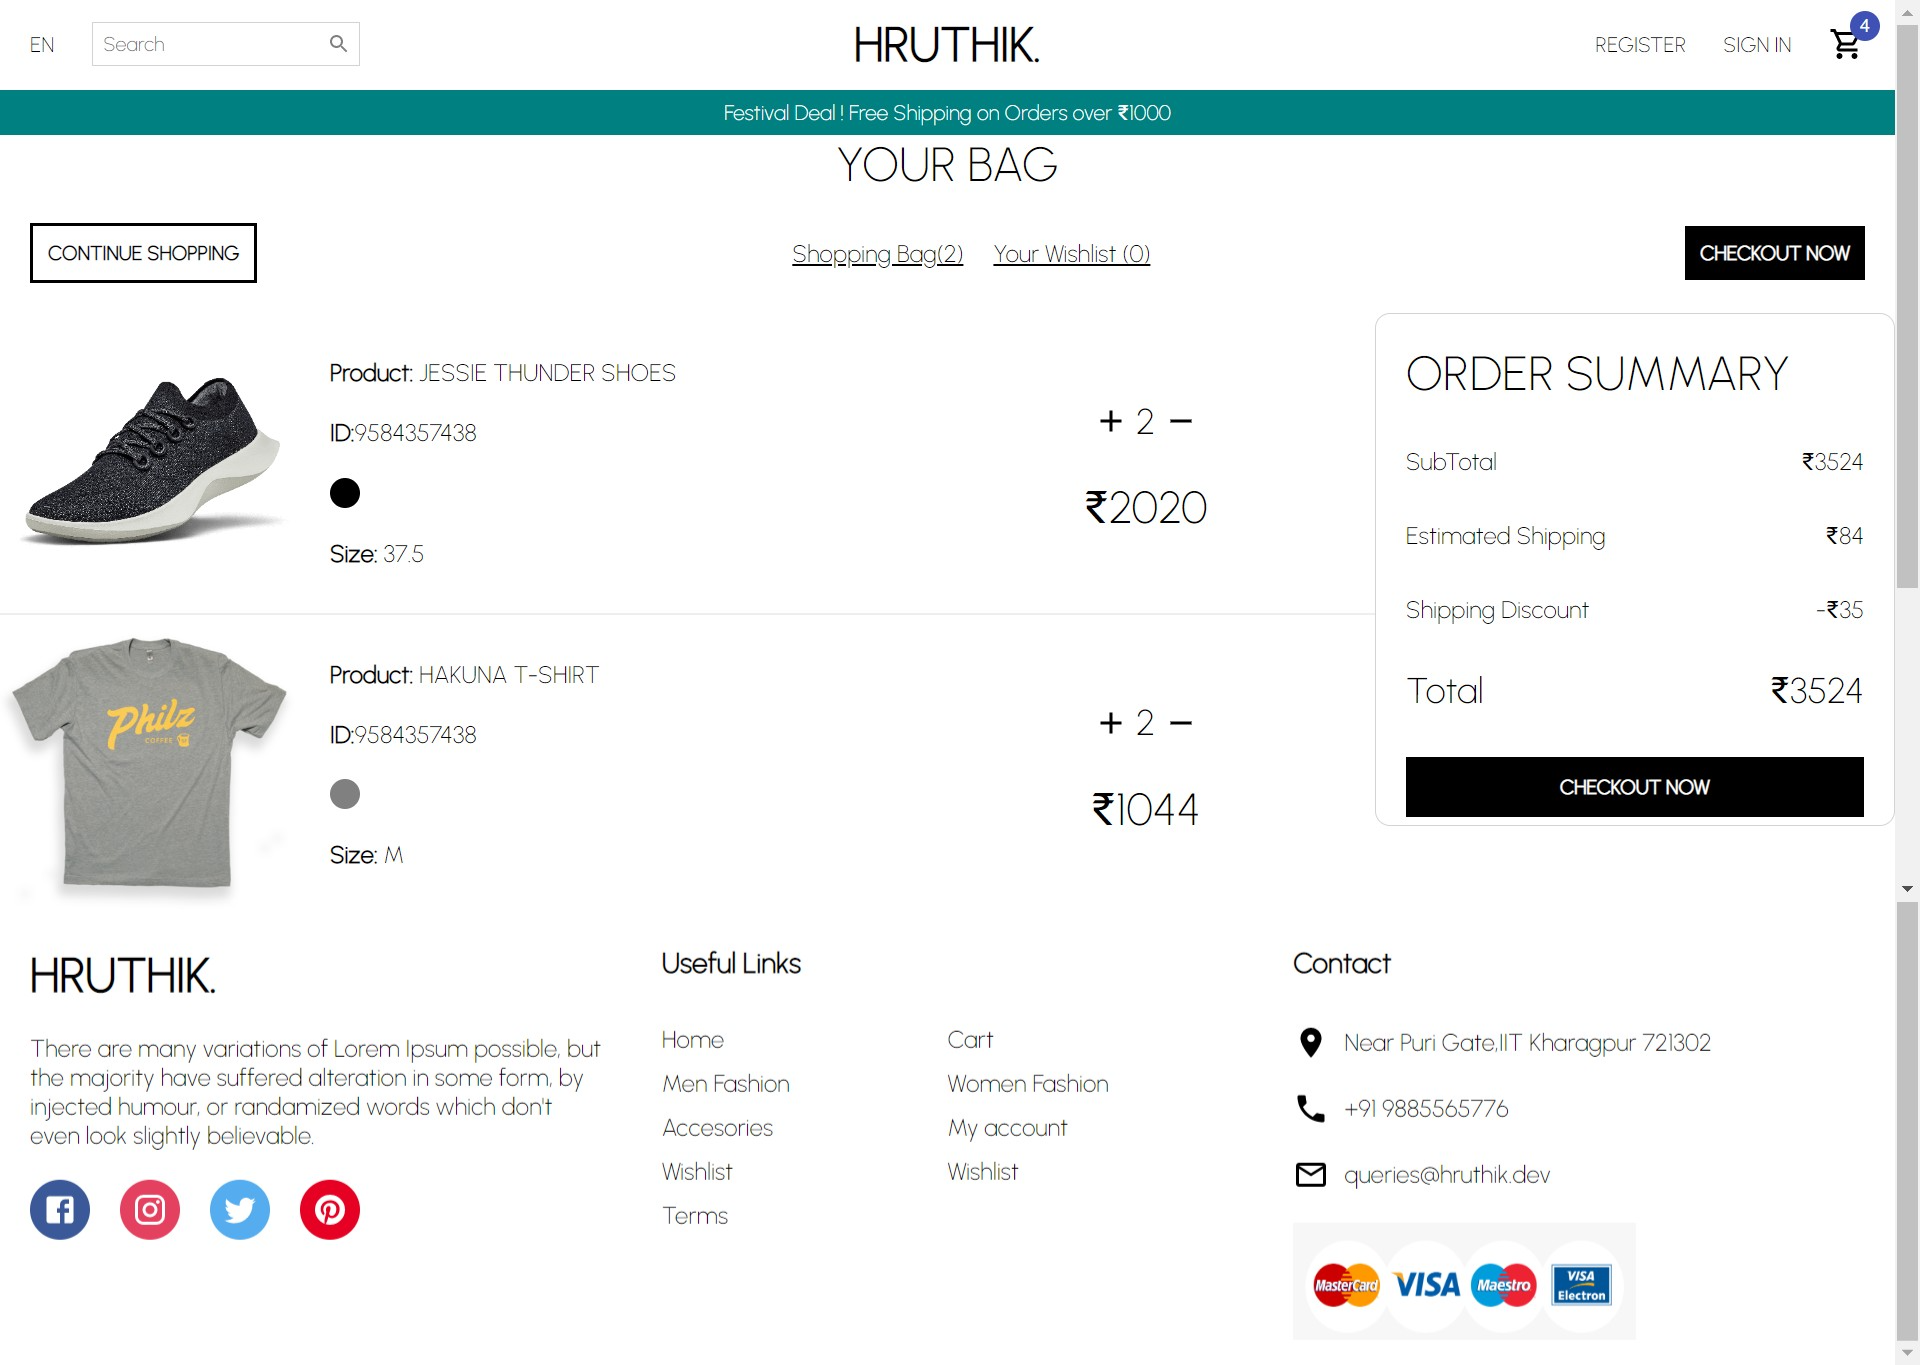 EN
Search
HRUTHIK.
REGISTER
SIGN IN
4
Festival Deal ! Free Shipping on Orders over ₹1000
YOUR BAG
CONTINUE SHOPPING
Shopping Bag(2)
Your Wishlist (0)
CHECKOUT NOW
Product: JESSIE THUNDER SHOES
ID:9584357438
Size: 37.5
+ 2 −
₹2020
Philz
COFFEE
Product: HAKUNA T-SHIRT
ID:9584357438
Size: M
+ 2 −
₹1044
ORDER SUMMARY
SubTotal ₹3524
Estimated Shipping ₹84
Shipping Discount -₹35
Total ₹3524
CHECKOUT NOW
HRUTHIK.
There are many variations of Lorem Ipsum possible, but
the majority have suffered alteration in some form, by
injected humour, or randamized words which don't
even look slightly believable.
Useful Links
Home
Cart
Men Fashion
Women Fashion
Accesories
My account
Wishlist
Wishlist
Terms
Contact
Near Puri Gate,IIT Kharagpur 721302
+91 9885565776
queries@hruthik.dev
MasterCard
VISA
Maestro
VISA
Electron